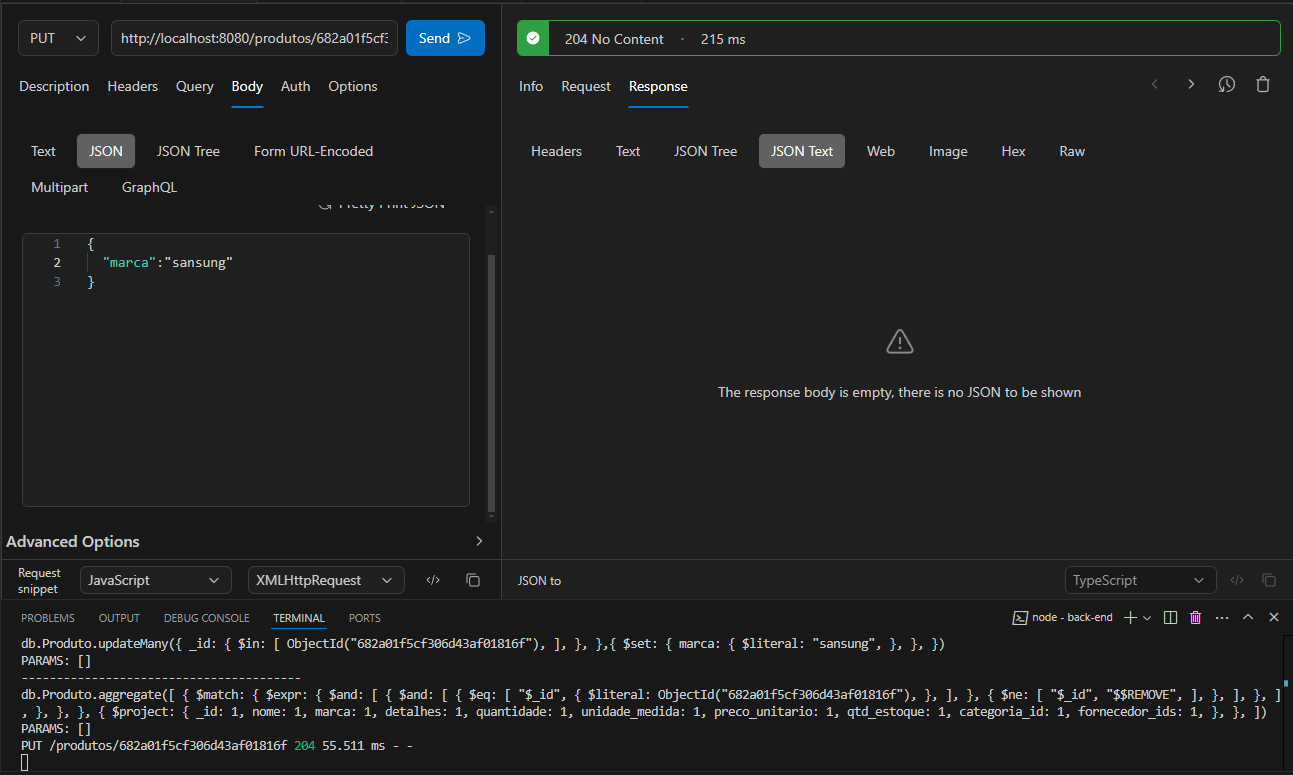 PUT
http://localhost:8080/produtos/682a01f5cf3
Send
Description Headers Query Body Auth Options
Text JSON JSON Tree Form URL-Encoded
Multipart GraphQL
Pretty Print JSON
1 {
2 "marca":"sansung"
3 }
Advanced Options
Request snippet
JavaScript
XMLHttpRequest
204 No Content · 215 ms
Info Request Response
Headers Text JSON Tree JSON Text Web Image Hex Raw
The response body is empty, there is no JSON to be shown
JSON to
TypeScript
PROBLEMS OUTPUT DEBUG CONSOLE TERMINAL PORTS
node - back-end
db.Produto.updateMany({ _id: { $in: [ ObjectId("682a01f5cf306d43af01816f"), ], }, },{ $set: { marca: { $literal: "sansung", }, }, })
PARAMS: []
----------------------------------------
db.Produto.aggregate([ { $match: { $expr: { $and: [ { $and: [ { $eq: [ "$_id", { $literal: ObjectId("682a01f5cf306d43af01816f"), }, ], }, { $ne: [ "$_id", "$$REMOVE", ], }, ], }, ]
, }, }, }, { $project: { _id: 1, nome: 1, marca: 1, detalhes: 1, quantidade: 1, unidade_medida: 1, preco_unitario: 1, qtd_estoque: 1, categoria_id: 1, fornecedor_ids: 1, }, }, ])
PARAMS: []
PUT /produtos/682a01f5cf306d43af01816f 204 55.511 ms - -